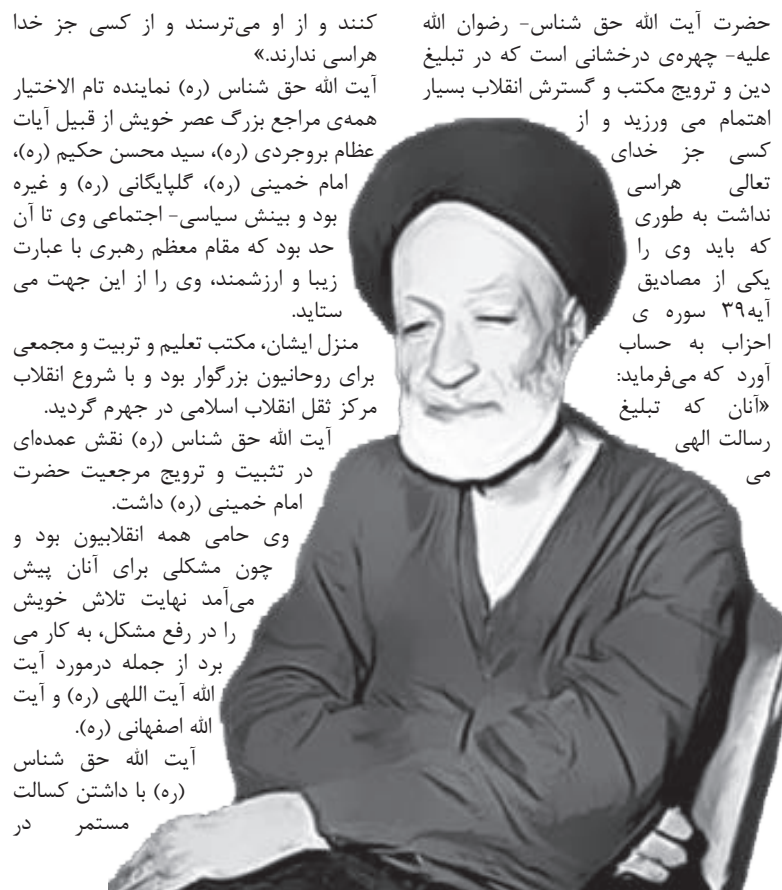 حضرت آیت الله حق شناس- رضوان الله
علیه- چهره‌ی درخشانی است که در تبلیغ
دین و ترویج مکتب و گسترش انقلاب بسیار
اهتمام می ورزید و از
کسی جز خدای
تعالی هراسی
نداشت به طوری
که باید وی را
یکی از مصادیق
آیه۳۹ سوره ی
احزاب به حساب
آورد که می‌فرماید:
«آنان که تبلیغ
رسالت الهی
می
کنند و از او می‌ترسند و از کسی جز خدا
هراسی ندارند.»
آیت الله حق شناس (ره) نماینده تام الاختیار
همه‌ی مراجع بزرگ عصر خویش از قبیل آیات
عظام بروجردی (ره)، سید محسن حکیم (ره)،
امام خمینی (ره)، گلپایگانی (ره) و غیره
بود و بینش سیاسی- اجتماعی وی تا آن
حد بود که مقام معظم رهبری با عبارت
زیبا و ارزشمند، وی را از این جهت می
ستاید.
منزل ایشان، مکتب تعلیم و تربیت و مجمعی
برای روحانیون بزرگوار بود و با شروع انقلاب
مرکز ثقل انقلاب اسلامی در جهرم گردید.
آیت الله حق شناس (ره) نقش عمده‌ای
در تثبیت و ترویج مرجعیت حضرت
امام خمینی (ره) داشت.
وی حامی همه انقلابیون بود و
چون مشکلی برای آنان پیش
می‌آمد نهایت تلاش خویش
را در رفع مشکل، به کار می
برد از جمله درمورد آیت
الله آیت اللهی (ره) و آیت
الله اصفهانی (ره).
آیت الله حق شناس
(ره) با داشتن کسالت
مستمر در